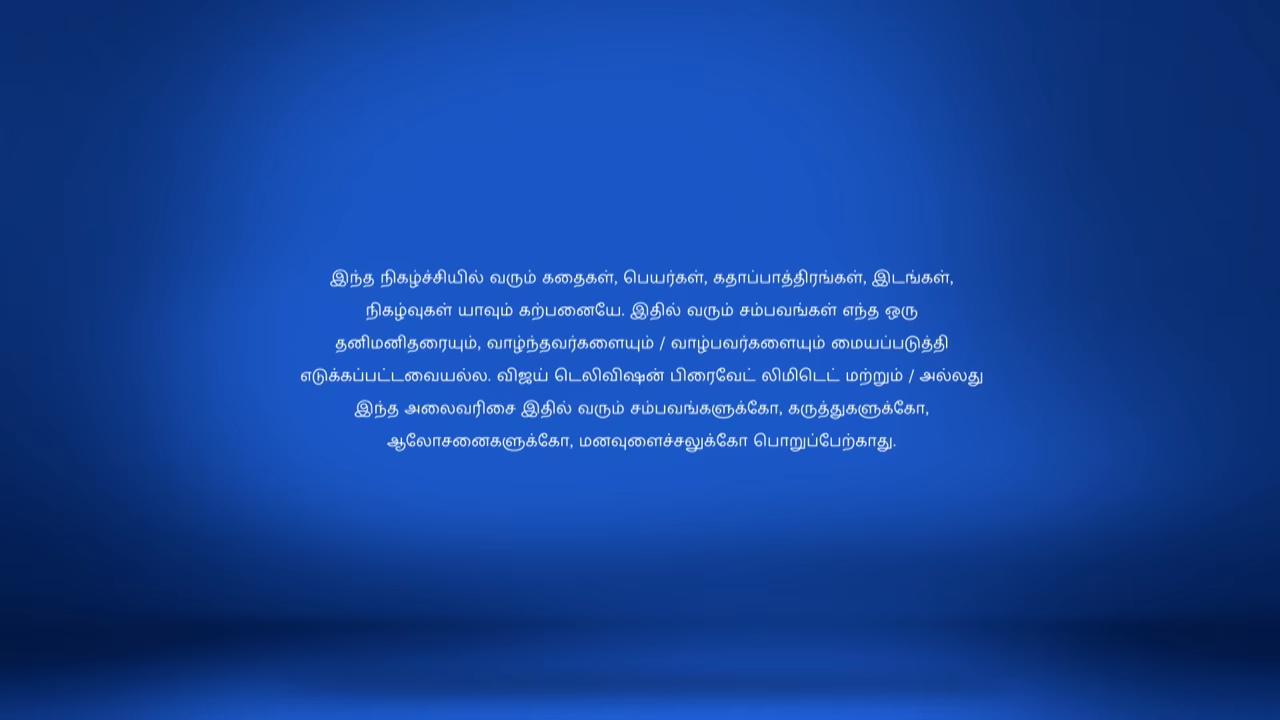 இந்த நிகழ்ச்சியில் வரும் கதைகள், பெயர்கள், கதாப்பாத்திரங்கள், இடங்கள்,
நிகழ்வுகள் யாவும் கற்பனையே. இதில் வரும் சம்பவங்கள் எந்த ஒரு
தனிமனிதரையும், வாழ்ந்தவர்களையும் / வாழ்பவர்களையும் மையப்படுத்தி
எடுக்கப்பட்டவையல்ல. விஜய் டெலிவிஷன் பிரைவேட் லிமிடெட் மற்றும் / அல்லது
இந்த அலைவரிசை இதில் வரும் சம்பவங்களுக்கோ, கருத்துகளுக்கோ,
ஆலோசனைகளுக்கோ, மனவுளைச்சலுக்கோ பொறுப்பேற்காது.